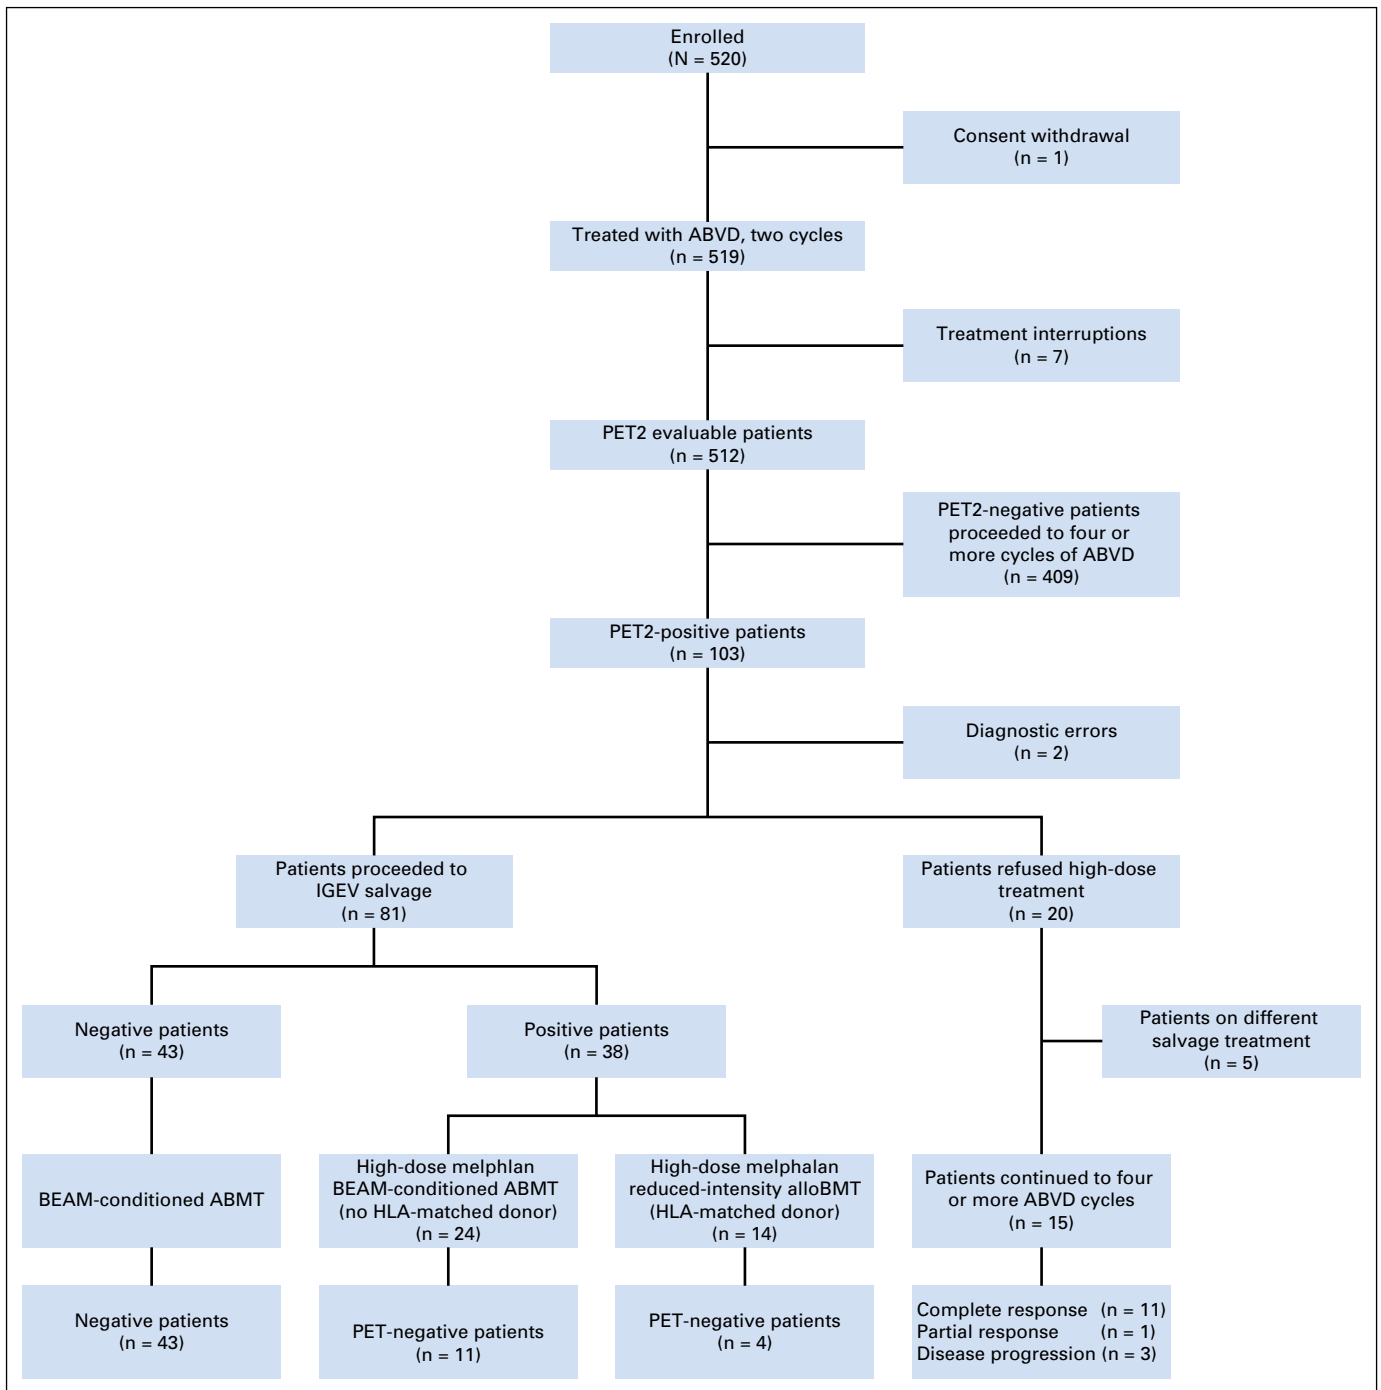 Enrolled
(N = 520)
Consent withdrawal
(n = 1)
Treated with ABVD, two cycles
(n = 519)
Treatment interruptions
(n = 7)
PET2 evaluable patients
(n = 512)
PET2-negative patients
proceeded to four or
more cycles of ABVD
(n = 409)
PET2-positive patients
(n = 103)
Diagnostic errors
(n = 2)
Patients proceeded to
IGEV salvage
(n = 81)
Patients refused high-dose
treatment
(n = 20)
Negative patients
(n = 43)
Positive patients
(n = 38)
Patients on different
salvage treatment
(n = 5)
BEAM-conditioned ABMT
High-dose melphlan
BEAM-conditioned ABMT
(no HLA-matched donor)
(n = 24)
High-dose melphalan
reduced-intensity alloBMT
(HLA-matched donor)
(n = 14)
Patients continued to four
or more ABVD cycles
(n = 15)
Negative patients
(n = 43)
PET-negative patients
(n = 11)
PET-negative patients
(n = 4)
Complete response (n = 11)
Partial response (n = 1)
Disease progression (n = 3)